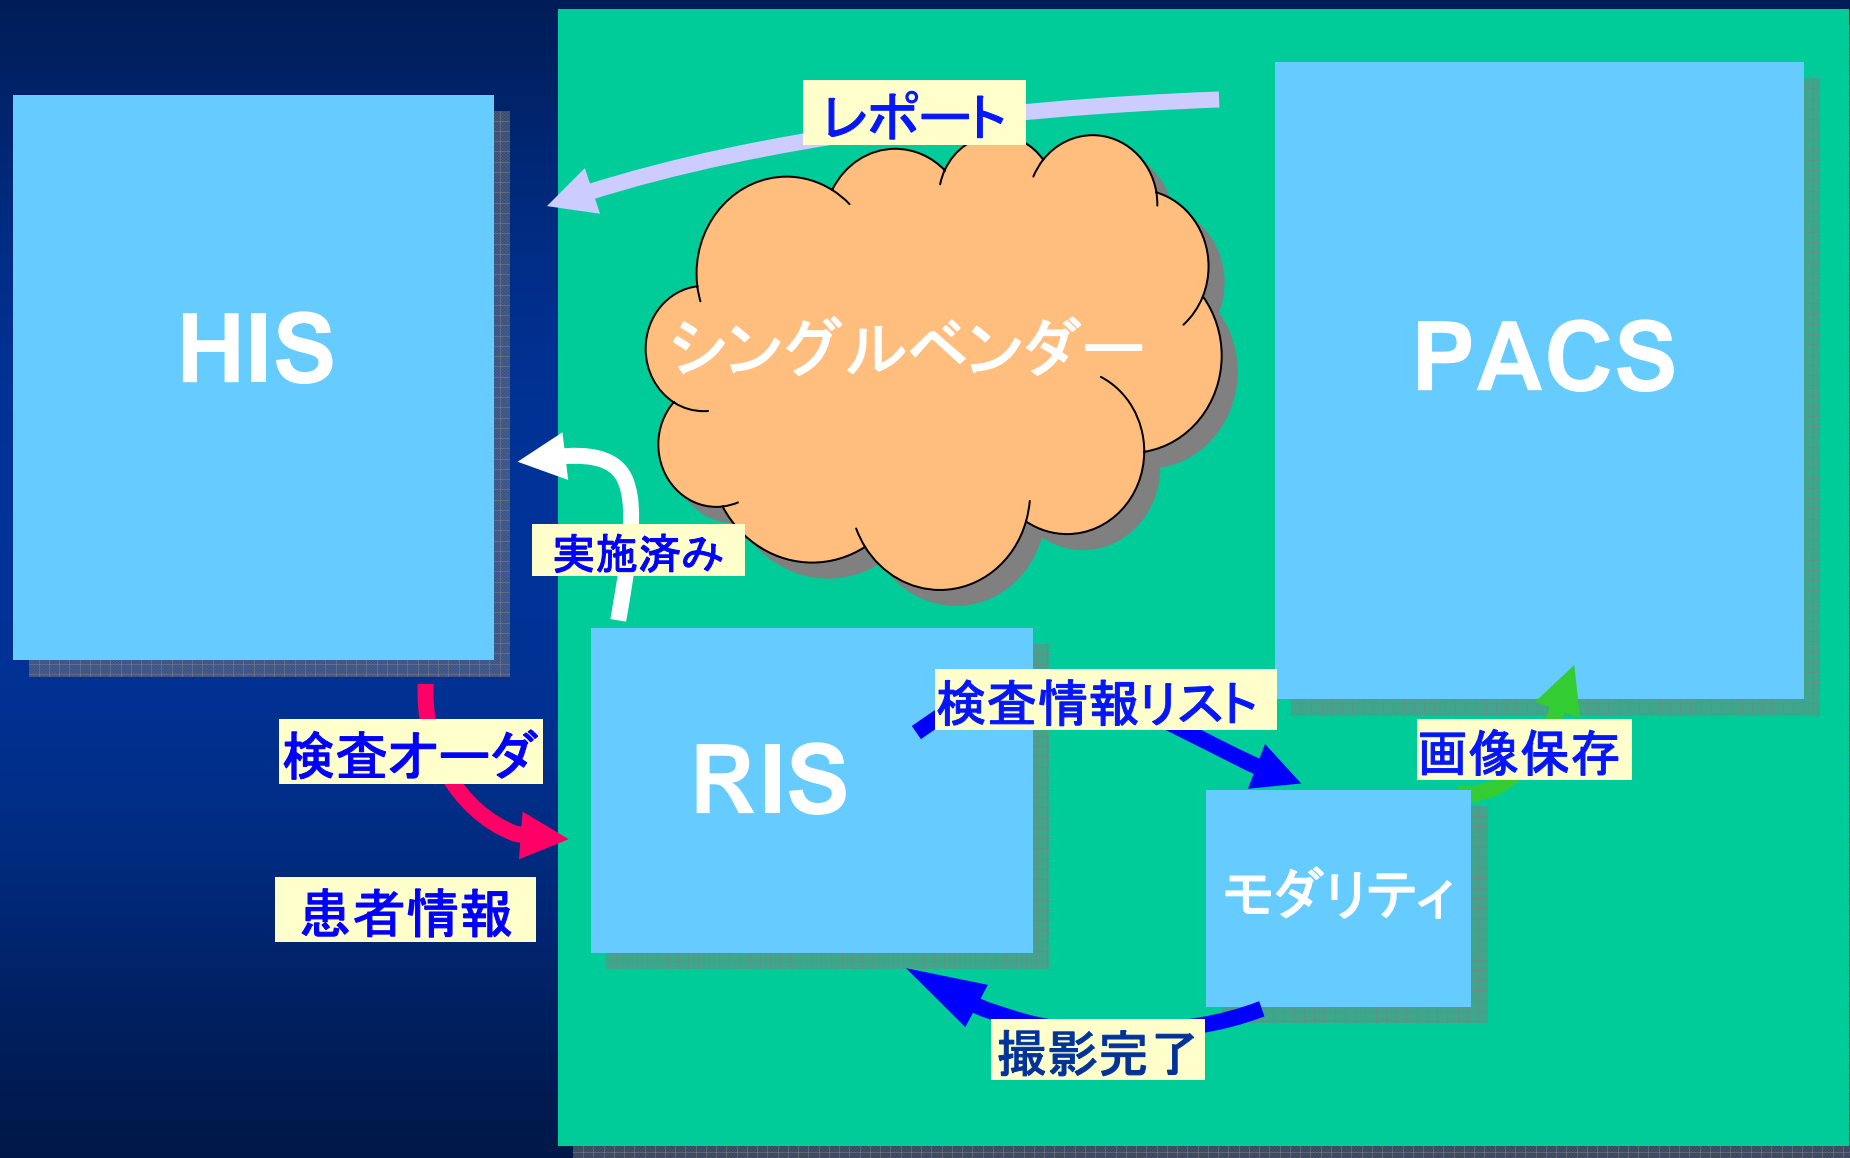 レポート
HIS
シングルベンダー
PACS
実施済み
検査オーダ
検査情報リスト
画像保存
RIS
モダリティ
患者情報
撮影完了